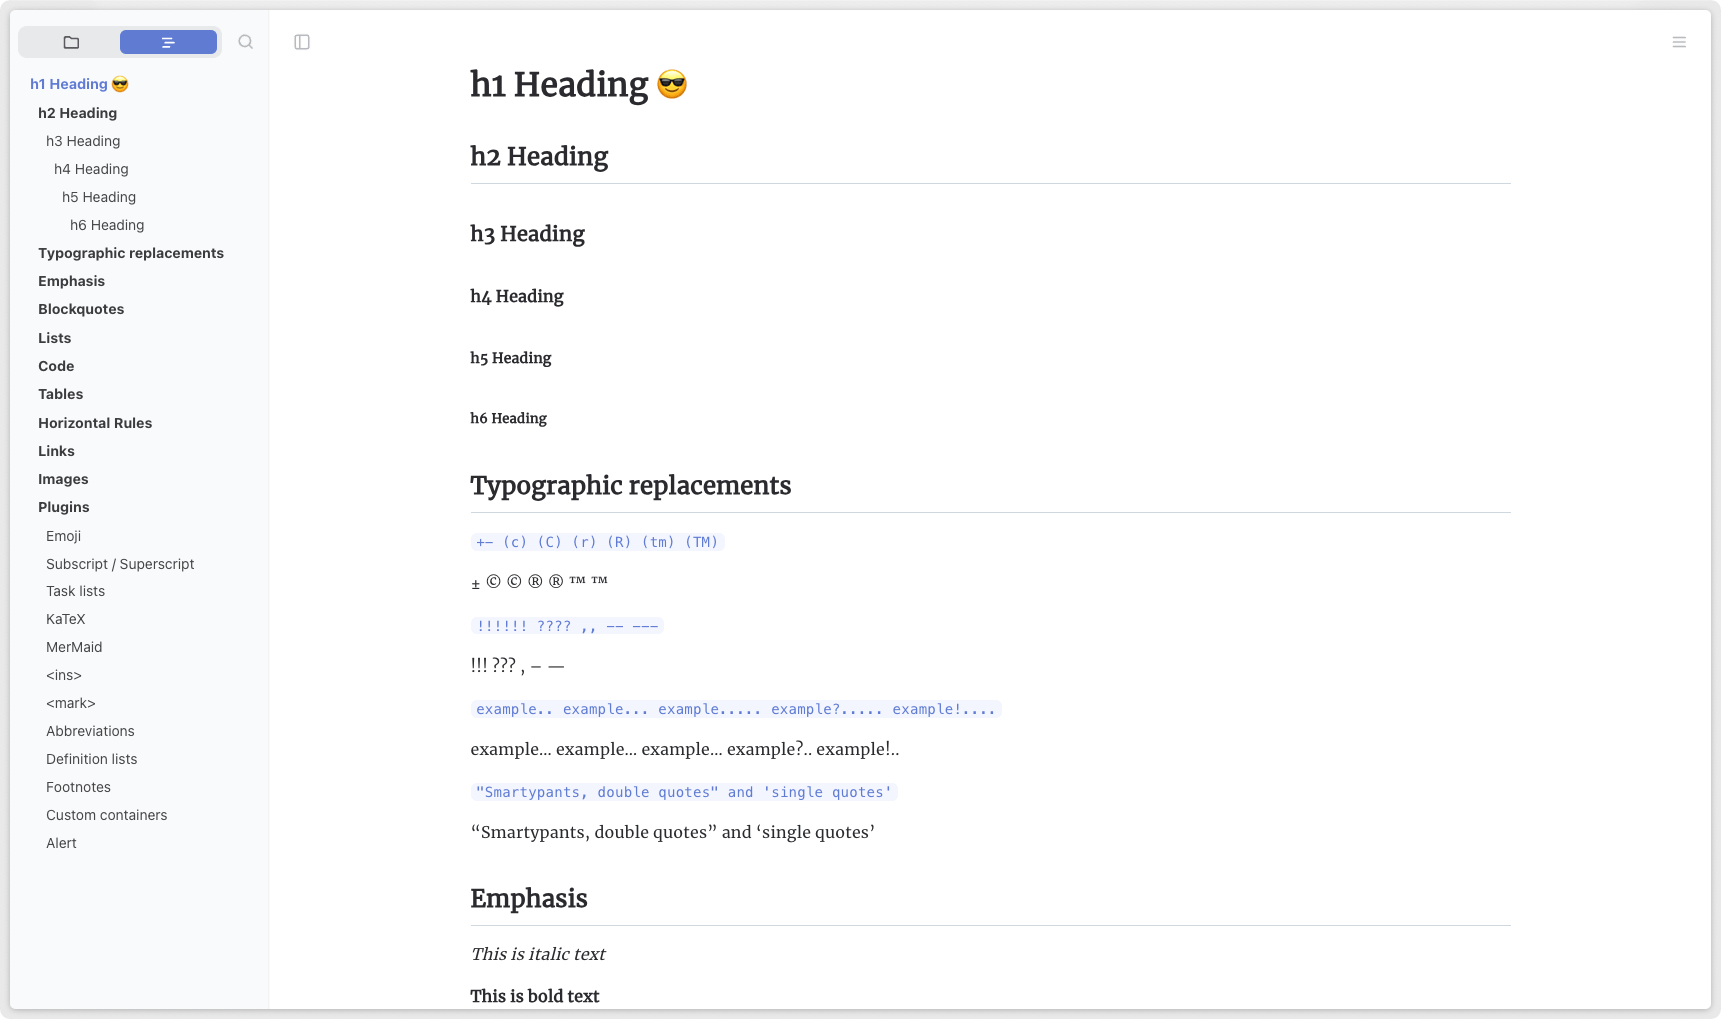 h1 Heading 😎
h2 Heading
h3 Heading
h4 Heading
h5 Heading
h6 Heading
Typographic replacements
Emphasis
Blockquotes
Lists
Code
Tables
Horizontal Rules
Links
Images
Plugins
Emoji
Subscript / Superscript
Task lists
KaTeX
MerMaid
<ins>
<mark>
Abbreviations
Definition lists
Footnotes
Custom containers
Alert
h1 Heading 😎
h2 Heading
h3 Heading
h4 Heading
h5 Heading
h6 Heading
Typographic replacements
+- (c) (C) (r) (R) (tm) (TM)
± © © ® ® ™ ™
!!!!!! ???? ,, -- ---
!!! ??? , – —
example.. example... example..... example?..... example!....
example… example… example… example?.. example!..
"Smartypants, double quotes" and 'single quotes'
“Smartypants, double quotes” and ‘single quotes’
Emphasis
This is italic text
This is bold text